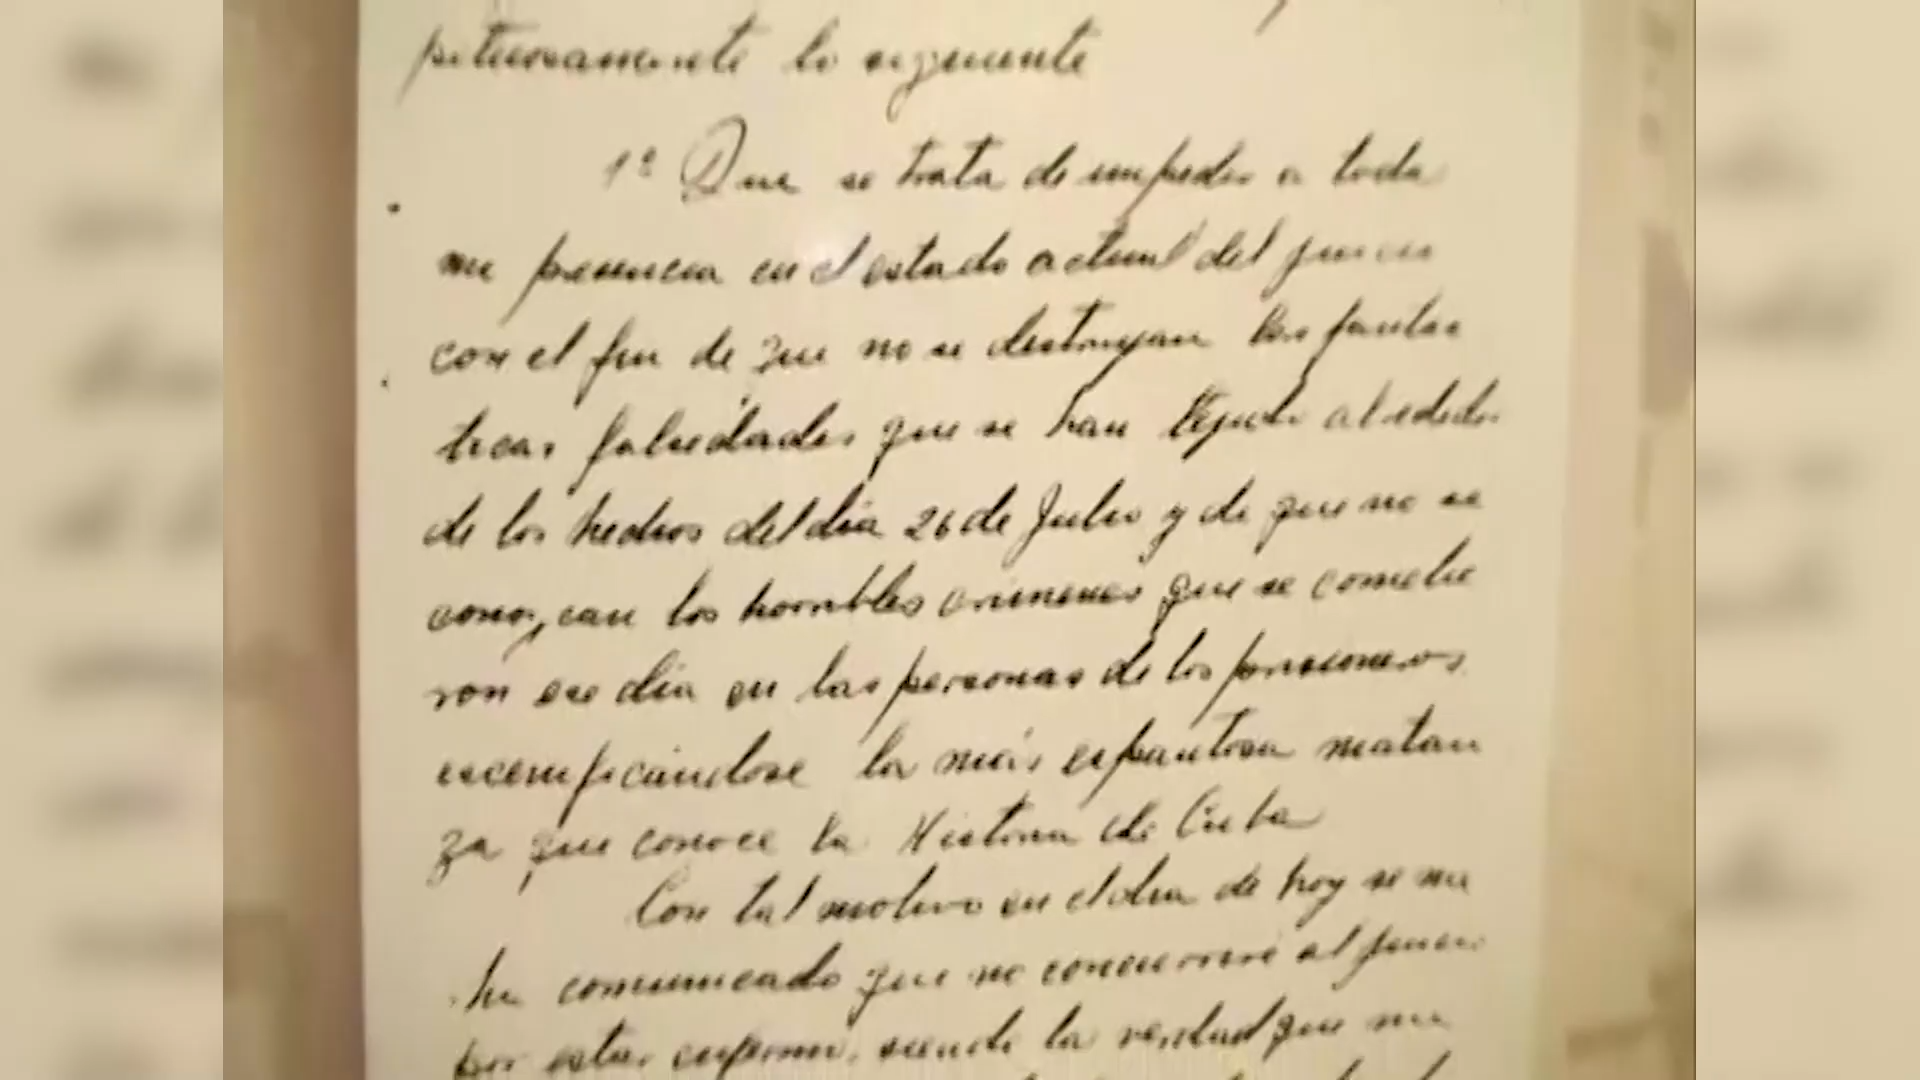 petuosamente lo siguiente
1º Que se trata de impedir a toda
mi presencia en el estado actual del juicio
con el fin de que no se destruyan las fantás
ticas falsedades que se han tejido alrededor
de los hechos del día 26 de Julio y de que no se
conozcan los horribles crímenes que se cometie
ron ese día en las personas de los prisioneros
escenificándose la más espantosa matan
za que conoce la Historia de Cuba
Con tal motivo en el día de hoy se me
ha comunicado que no concurriré al juicio
por estar enfermo, siendo la verdad que me